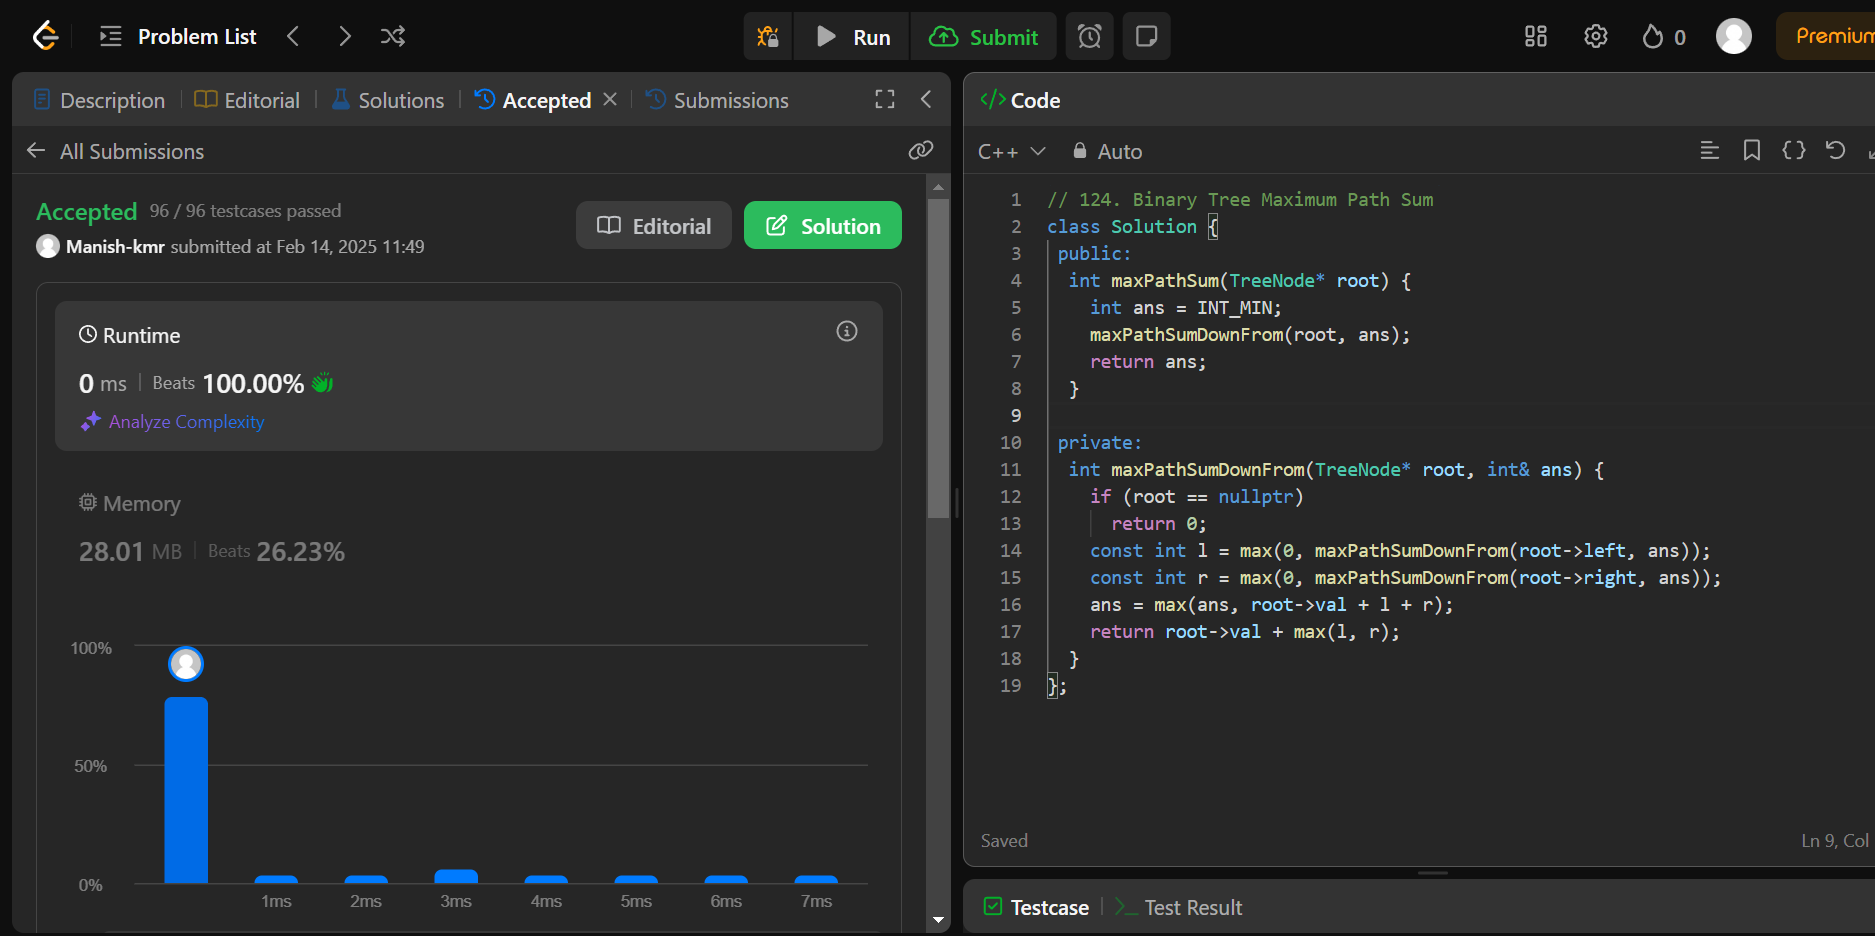 Problem List
Run
Submit
0
Premium
Description
Editorial
Solutions
Accepted
Submissions
All Submissions
Accepted 96 / 96 testcases passed
Manish-kmr submitted at Feb 14, 2025 11:49
Editorial
Solution
Runtime
0 ms Beats 100.00%
Analyze Complexity
Memory
28.01 MB Beats 26.23%
100%
50%
0%
1ms 2ms 3ms 4ms 5ms 6ms 7ms
</> Code
C++ Auto
1 // 124. Binary Tree Maximum Path Sum
2 class Solution {
3  public:
4   int maxPathSum(TreeNode* root) {
5     int ans = INT_MIN;
6     maxPathSumDownFrom(root, ans);
7     return ans;
8   }
9
10  private:
11   int maxPathSumDownFrom(TreeNode* root, int& ans) {
12     if (root == nullptr)
13       return 0;
14     const int l = max(0, maxPathSumDownFrom(root->left, ans));
15     const int r = max(0, maxPathSumDownFrom(root->right, ans));
16     ans = max(ans, root->val + l + r);
17     return root->val + max(l, r);
18   }
19 };
Saved
Ln 9, Col
Testcase
Test Result